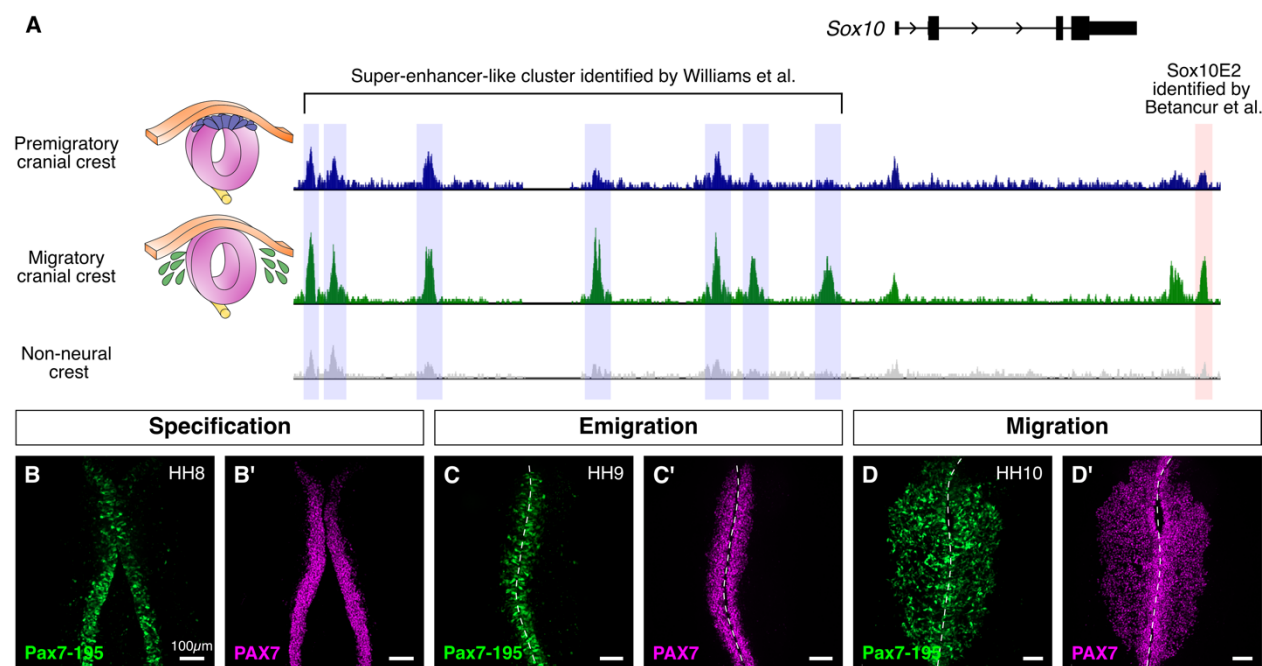 A
Sox10
Super-enhancer-like cluster identified by Williams et al.
Sox10E2
identified by
Betancur et al.
Premigratory
cranial crest
Migratory
cranial crest
Non-neural
crest
Specification
Emigration
Migration
B
HH8
Pax7-195
100µm
B'
PAX7
C
HH9
Pax7-195
C'
PAX7
D
HH10
Pax7-195
D'
PAX7